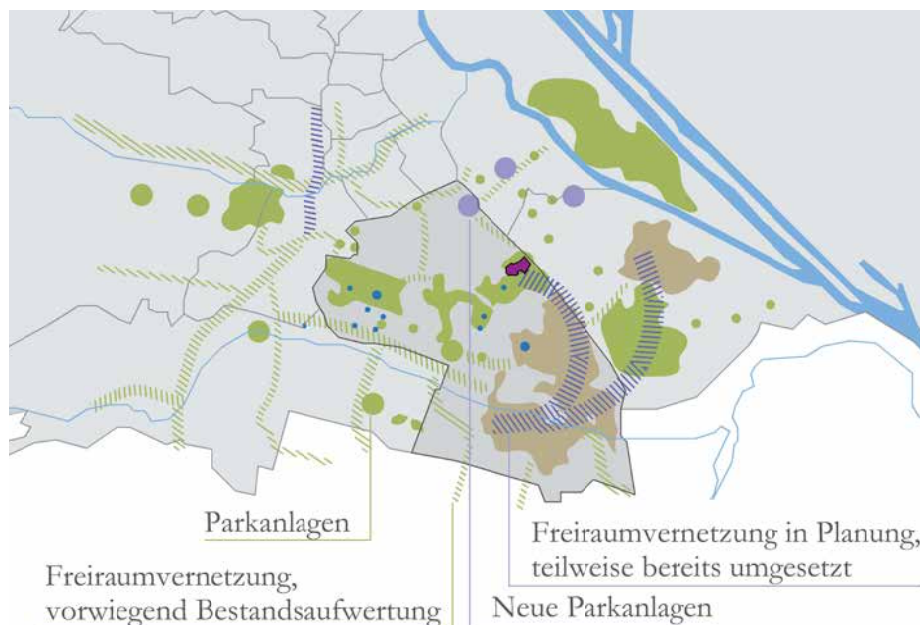 Parkanlagen
Freiraumvernetzung,
vorwiegend Bestandsaufwertung
Freiraumvernetzung in Planung,
teilweise bereits umgesetzt
Neue Parkanlagen